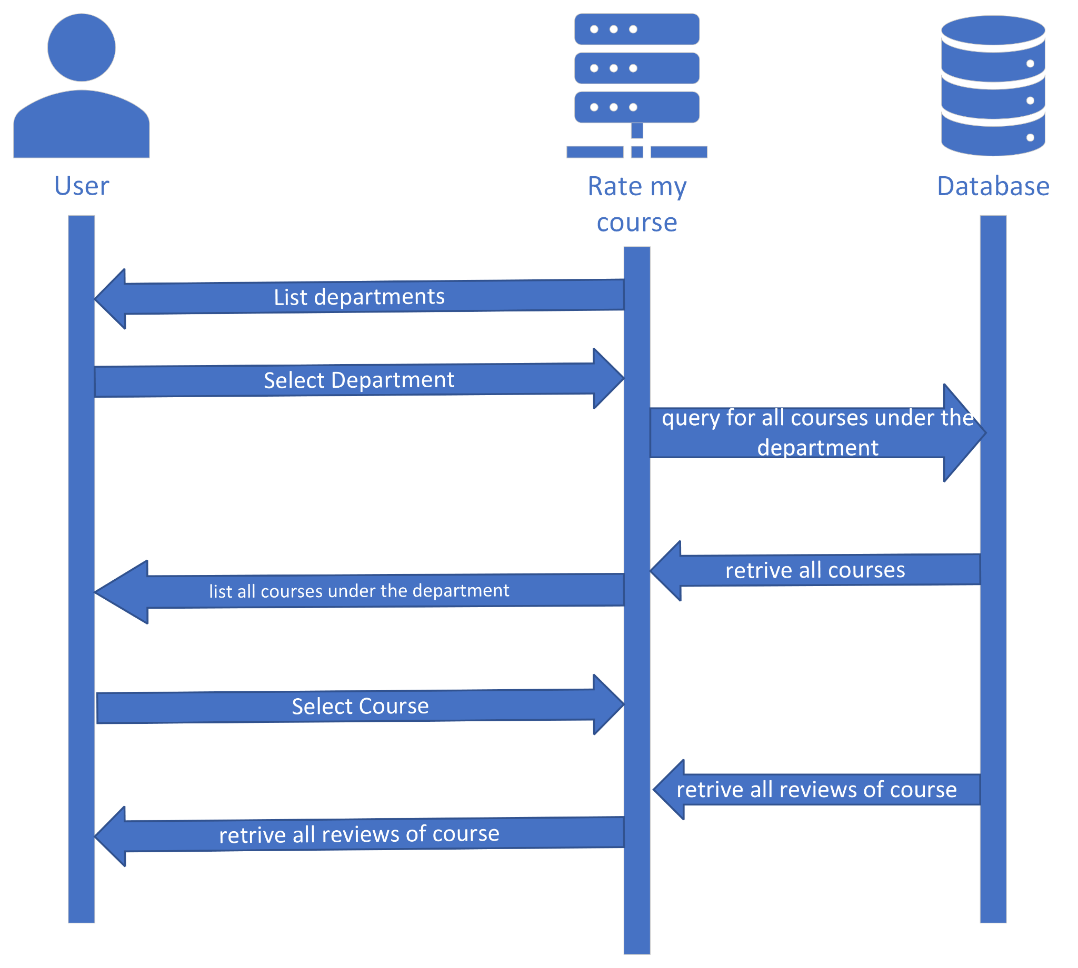 User
Rate my
course
Database
List departments
Select Department
query for all courses under the
department
retrive all courses
list all courses under the department
Select Course
retrive all reviews of course
retrive all reviews of course